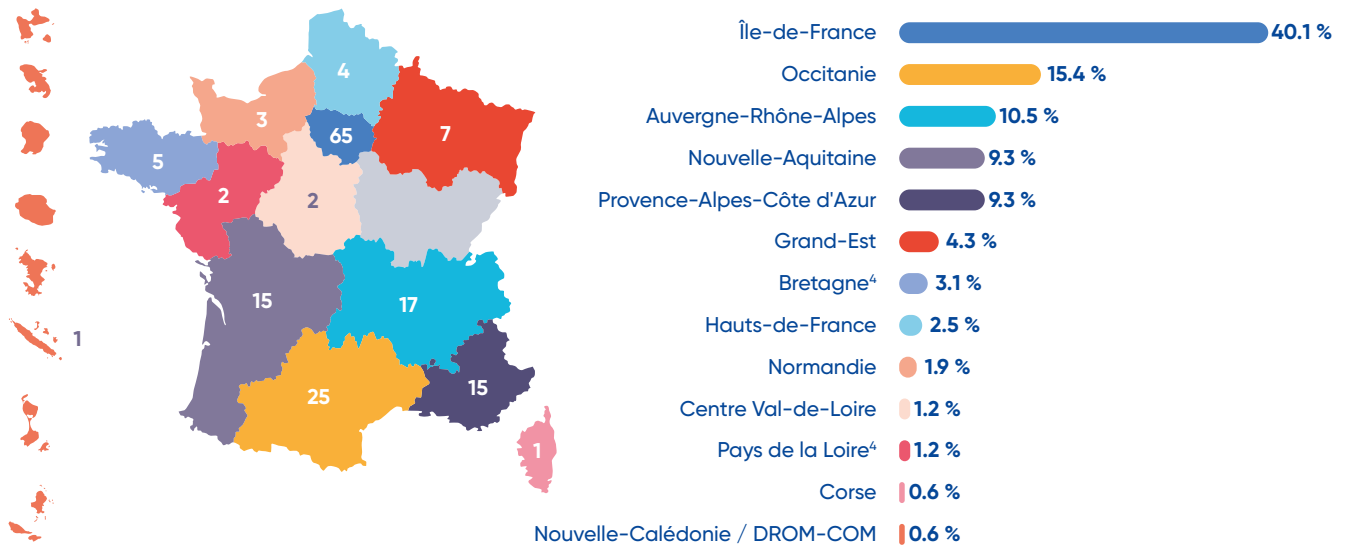 4
3
65
7
5
2
2
15
17
1
25
15
1
Île-de-France 40.1 %
Occitanie 15.4 %
Auvergne-Rhône-Alpes 10.5 %
Nouvelle-Aquitaine 9.3 %
Provence-Alpes-Côte d'Azur 9.3 %
Grand-Est 4.3 %
Bretagne⁴ 3.1 %
Hauts-de-France 2.5 %
Normandie 1.9 %
Centre Val-de-Loire 1.2 %
Pays de la Loire⁴ 1.2 %
Corse 0.6 %
Nouvelle-Calédonie / DROM-COM 0.6 %